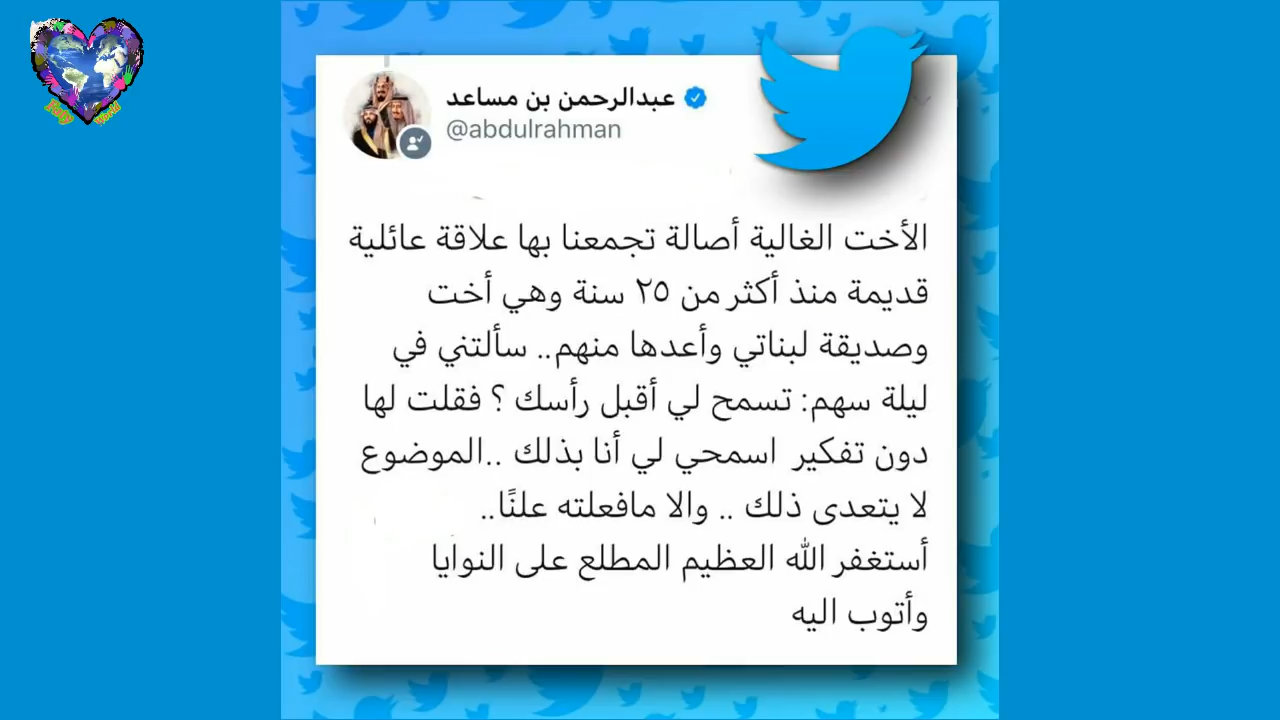 عبدالرحمن بن مساعد
@abdulrahman
الأخت الغالية أصالة تجمعنا بها علاقة عائلية
قديمة منذ أكثر من ٢٥ سنة وهي أخت
وصديقة لبناتي وأعدها منهم.. سألتني في
ليلة سهم: تسمح لي أقبل رأسك ؟ فقلت لها
دون تفكير اسمحي لي أنا بذلك ..الموضوع
لا يتعدى ذلك .. والا مافعلته علنًا..
أستغفر الله العظيم المطلع على النوايا
وأتوب اليه
World